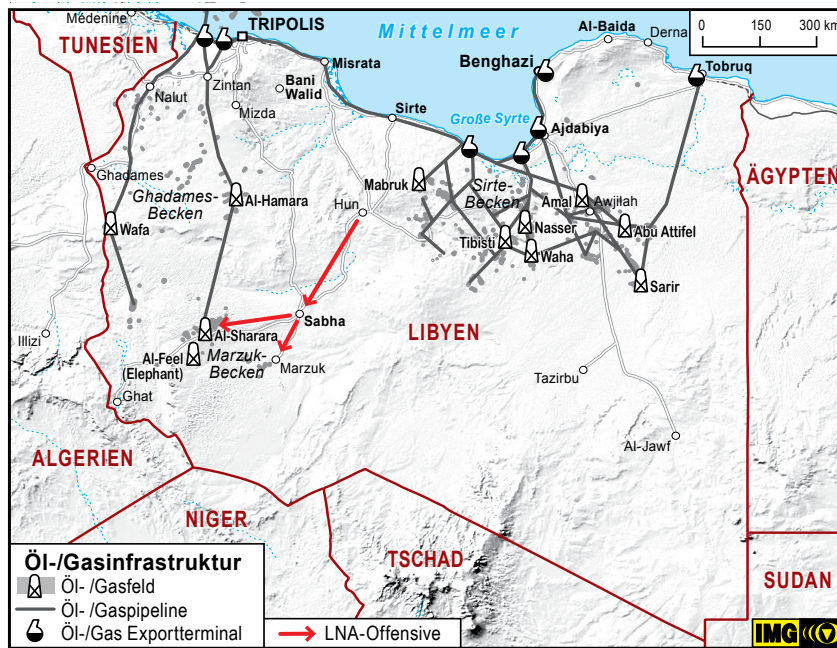 Médenine
TUNESIEN
TRIPOLIS
Mittelmeer
Al-Baida
Derna
0 150 300 km
Misrata
Benghazi
Tobruq
Nalut
Zintan
Bani
Walid
Mizda
Sirte
Große Syrte
Ajdabiya
Ghadames
Ghadames-
Becken
Al-Hamara
Mabruk
Sirte-
Becken
Amal
Awjilah
ÄGYPTEN
Hun
Wafa
Nasser
Abu Attifel
Tibisti
Waha
Sarir
Sabha
LIBYEN
Illizi
Al-Sharara
Al-Feel
(Elephant)
Marzuk-
Becken
Marzuk
Tazirbu
Ghat
Al-Jawf
ALGERIEN
NIGER
TSCHAD
SUDAN
Öl-/Gasinfrastruktur
Öl- /Gasfeld
Öl- /Gaspipeline
Öl-/Gas Exportterminal
LNA-Offensive
IMG